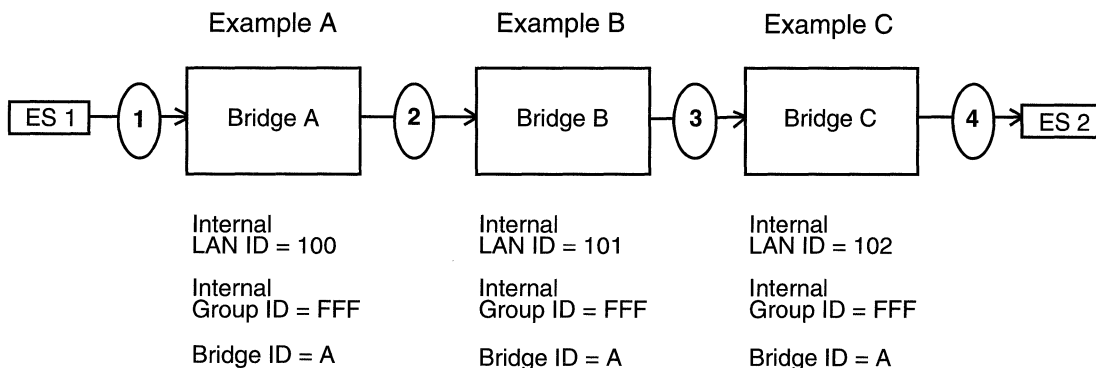 Example A Example B Example C
ES 1 1 Bridge A 2 Bridge B 3 Bridge C 4 ES 2
Internal
LAN ID = 100
Internal
Group ID = FFF
Bridge ID = A
Internal
LAN ID = 101
Internal
Group ID = FFF
Bridge ID = A
Internal
LAN ID = 102
Internal
Group ID = FFF
Bridge ID = A